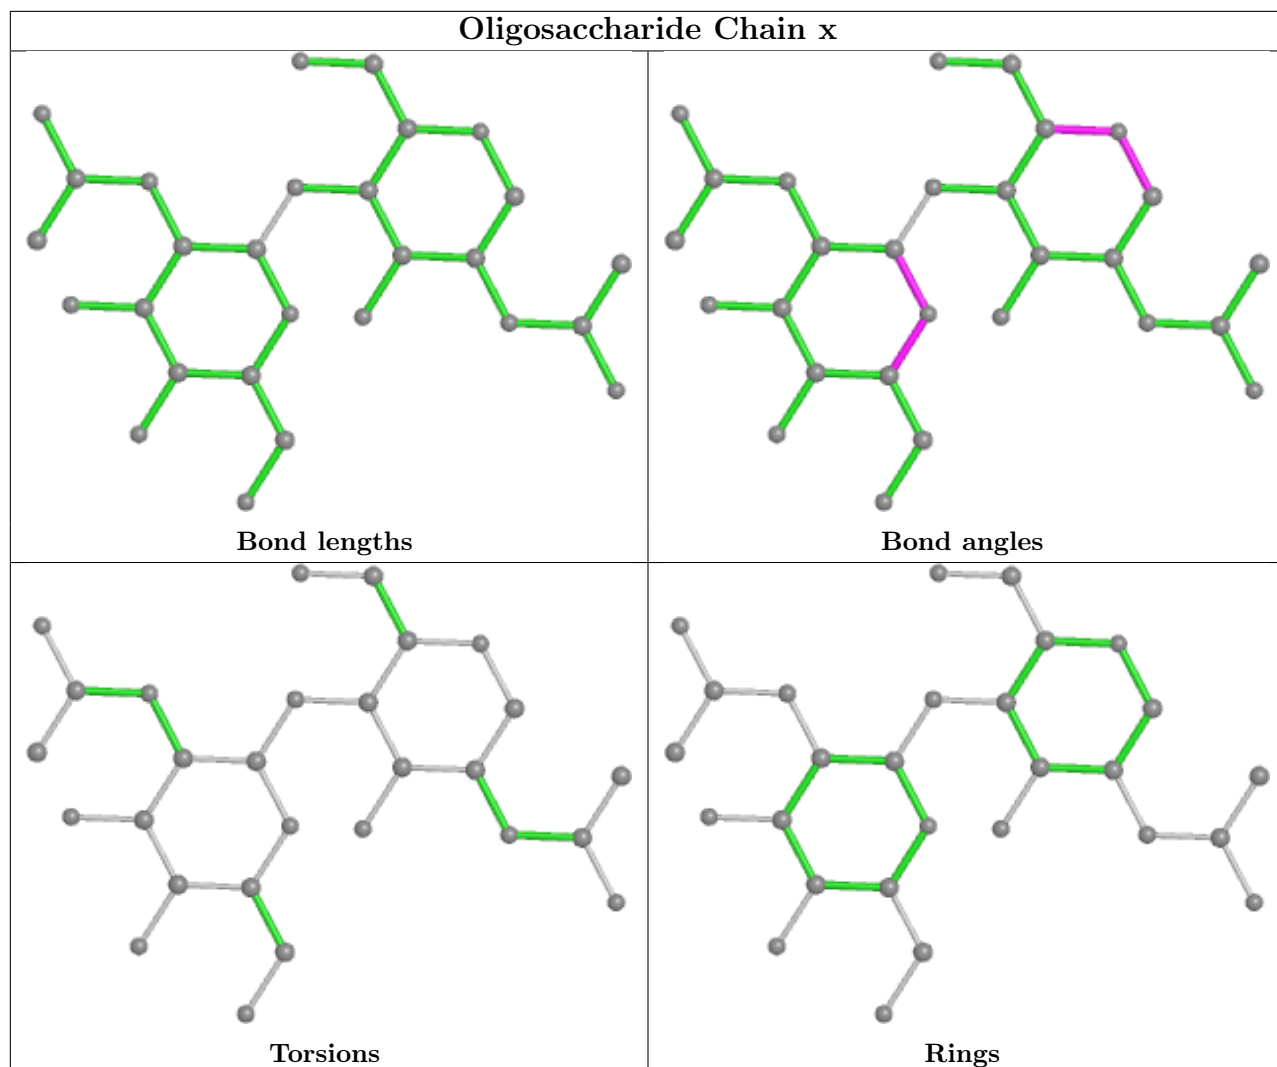 Oligosaccharide Chain x
Bond lengths
Bond angles
Torsions
Rings